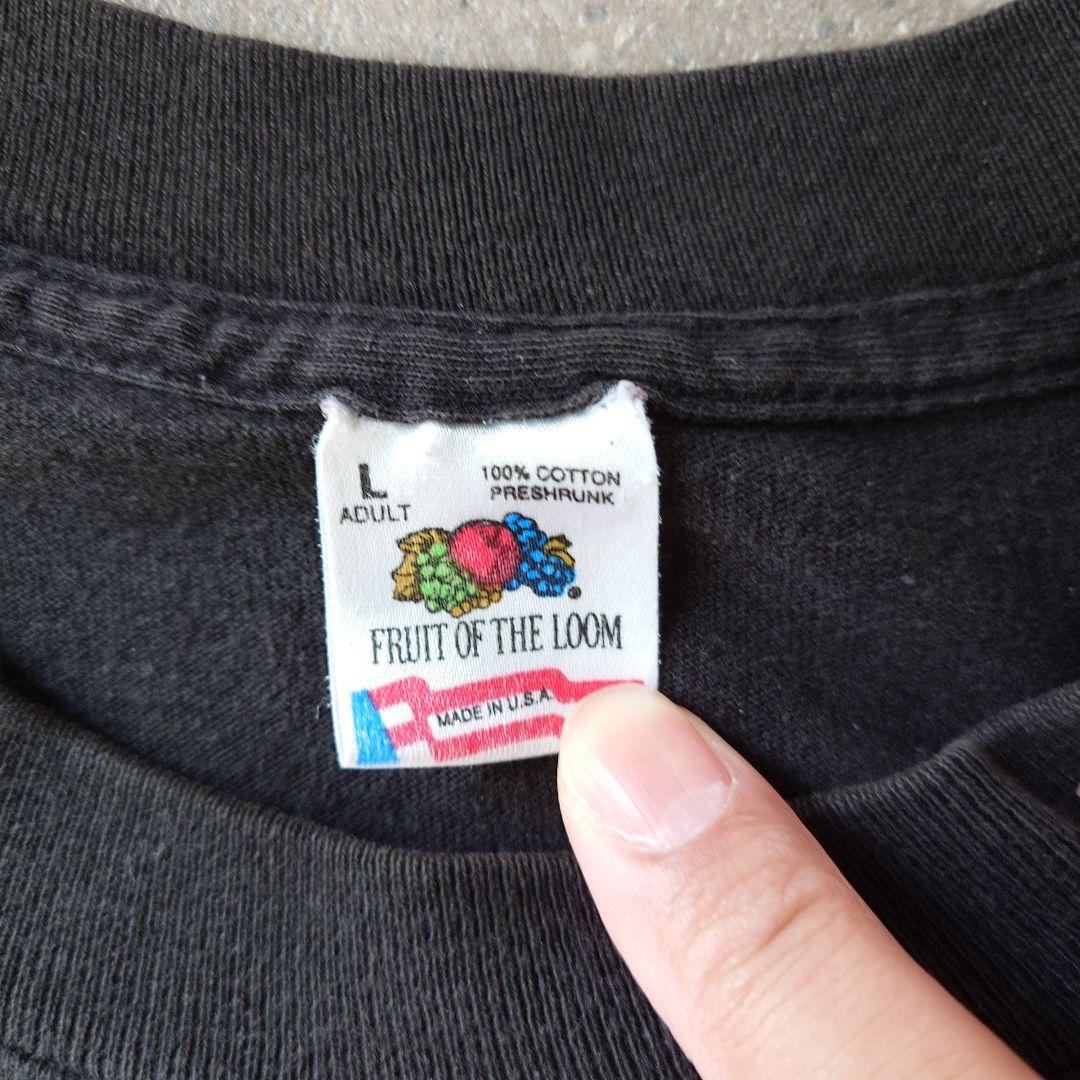 L
ADULT
100% COTTON
PRESHRUNK
FRUIT OF THE LOOM
MADE IN U.S.A.